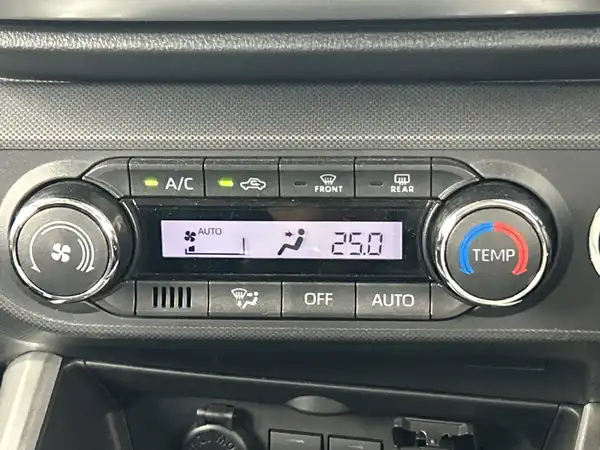 A/C
FRONT
REAR
AUTO
25.0
TEMP
OFF
AUTO